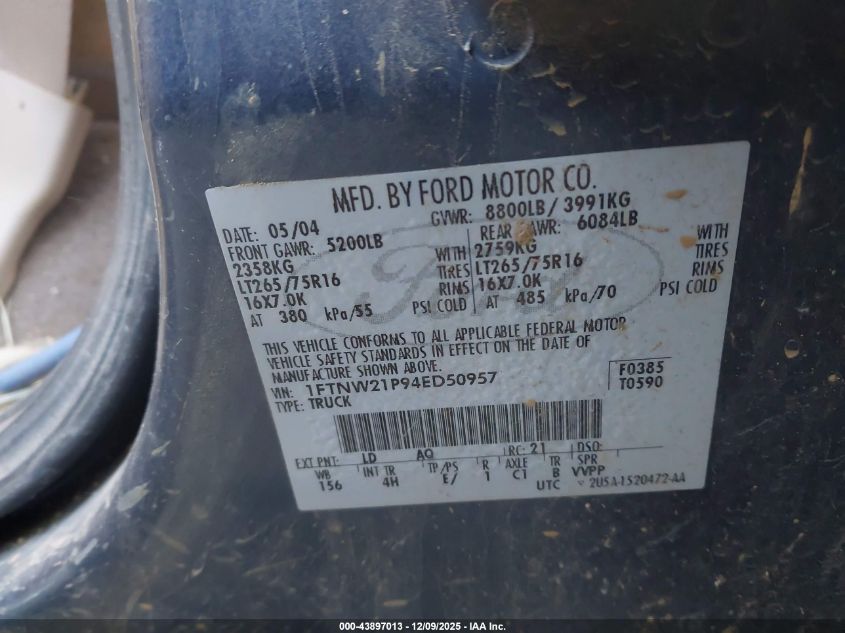 MFD. BY FORD MOTOR CO.
DATE: 05/04 GVWR: 8800LB/ 3991KG
FRONT GAWR: 5200LB REAR GAWR: 6084LB
2358KG WITH 2759KG WITH
LT265/75R16 TIRES LT265/75R16 TIRES
16X7.0K RIMS 16X7.0K RIMS
AT 380 kPa/55 PSI COLD AT 485 kPa/70 PSI COLD
THIS VEHICLE CONFORMS TO ALL APPLICABLE FEDERAL MOTOR
VEHICLE SAFETY STANDARDS IN EFFECT ON THE DATE OF
MANUFACTURE SHOWN ABOVE.
VIN: 1FTNW21P94ED50957 F0385
TYPE: TRUCK T0590
EXT PNT: LD AQ RC: 21 DSO:
WB INT TR TP/PS R AXLE TR SPR
156 4H E/ 1 C1 B VVPP
UTC 2U5A-1520472-AA
Ford
000-43897013 - 12/09/2025 - IAA Inc.